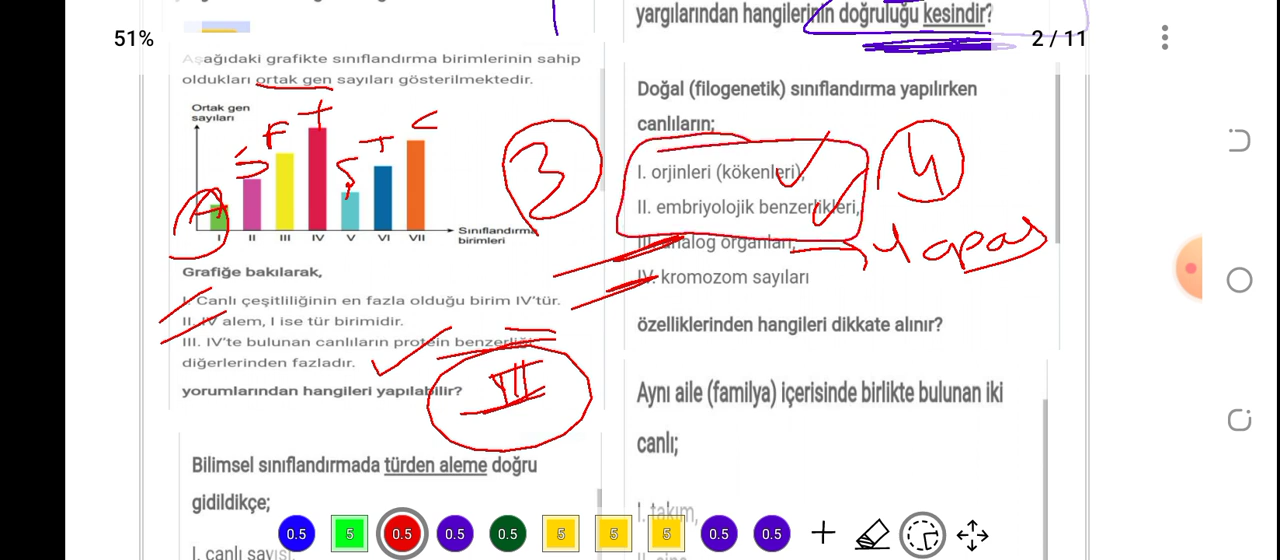 yargılarından hangilerinin doğruluğu kesindir?
51%
2 / 11
Aşağıdaki grafikte sınıflandırma birimlerinin sahip
oldukları ortak gen sayıları gösterilmektedir.
Ortak gen
sayıları
A
Ş
F
T
Ş
T
C
I II III IV V VI VII
Sınıflandırma
birimleri
3
Grafiğe bakılarak,
I. Canlı çeşitliliğinin en fazla olduğu birim IV'tür.
II. IV alem, I ise tür birimidir.
III. IV'te bulunan canlıların protein benzerliği
diğerlerinden fazladır.
yorumlarından hangileri yapılabilir?
III
Bilimsel sınıflandırmada türden aleme doğru
gidildikçe;
I. canlı sayısı,
Doğal (filogenetik) sınıflandırma yapılırken
canlıların;
I. orjinleri (kökenleri),
II. embriyolojik benzerlikleri,
III. analog organları,
IV. kromozom sayıları
4
yapay
özelliklerinden hangileri dikkate alınır?
Aynı aile (familya) içerisinde birlikte bulunan iki
canlı;
I. takım,
0.5 5 0.5 0.5 0.5 5 5 5 0.5 0.5